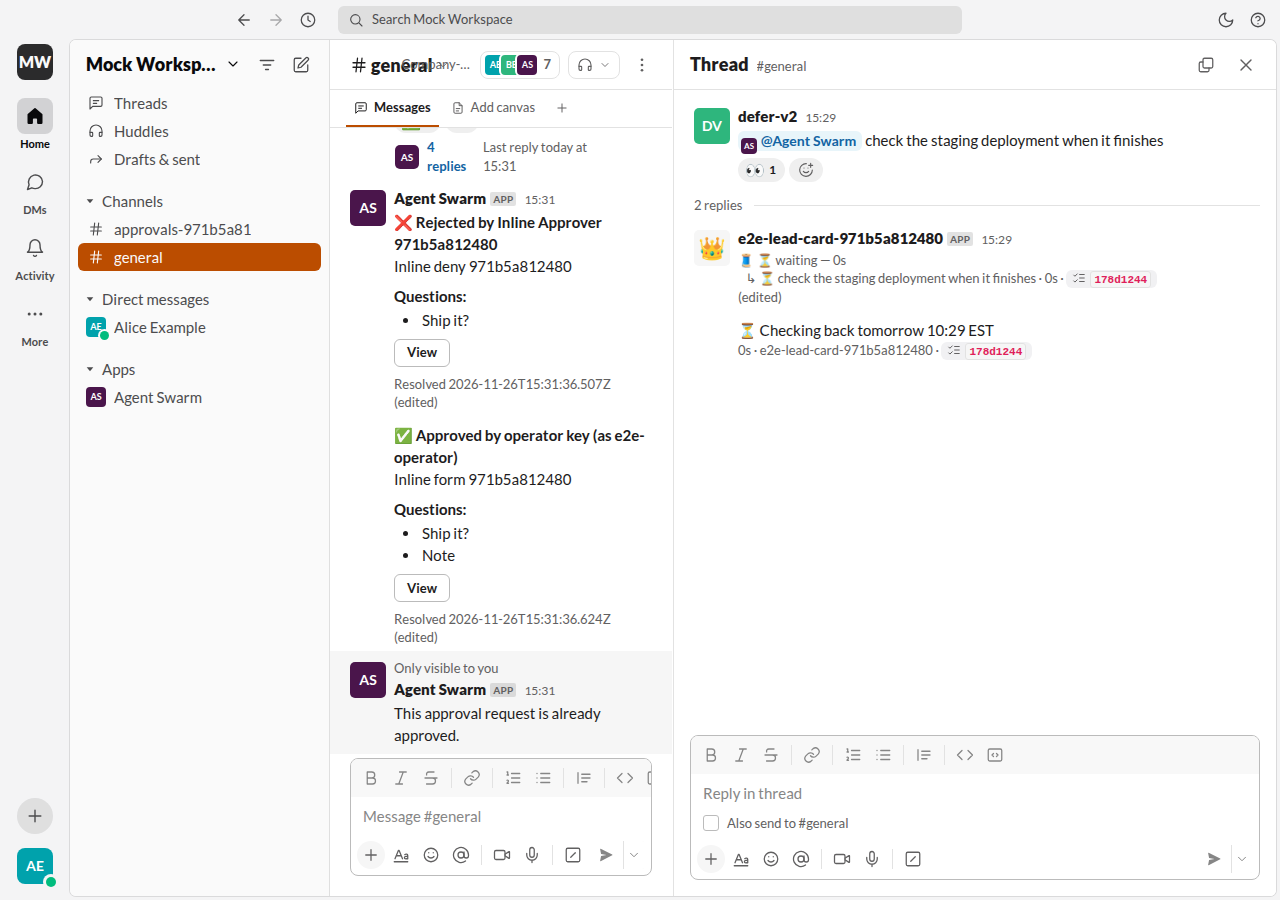 Search Mock Workspace
MW
Home
DMs
Activity
More
AE
Mock Worksp...
Threads
Huddles
Drafts & sent
Channels
# approvals-971b5a81
# general
Direct messages
AE Alice Example
Apps
AS Agent Swarm
# general
AS 7
Messages
Add canvas
AS 4 replies
Last reply today at 15:31
AS
Agent Swarm APP 15:31
❌ Rejected by Inline Approver
971b5a812480
Inline deny 971b5a812480
Questions:
• Ship it?
View
Resolved 2026-11-26T15:31:36.507Z
(edited)
✅ Approved by operator key (as e2e-
operator)
Inline form 971b5a812480
Questions:
• Ship it?
• Note
View
Resolved 2026-11-26T15:31:36.624Z
(edited)
Only visible to you
AS
Agent Swarm APP 15:31
This approval request is already
approved.
Message #general
Aa
Thread #general
DV
defer-v2 15:29
AS @Agent Swarm check the staging deployment when it finishes
👀 1
2 replies
e2e-lead-card-971b5a812480 APP 15:29
🧵 ⏳ waiting — 0s
↳ ⏳ check the staging deployment when it finishes · 0s · 178d1244
(edited)
⏳ Checking back tomorrow 10:29 EST
0s · e2e-lead-card-971b5a812480 · 178d1244
Reply in thread
Also send to #general
Aa